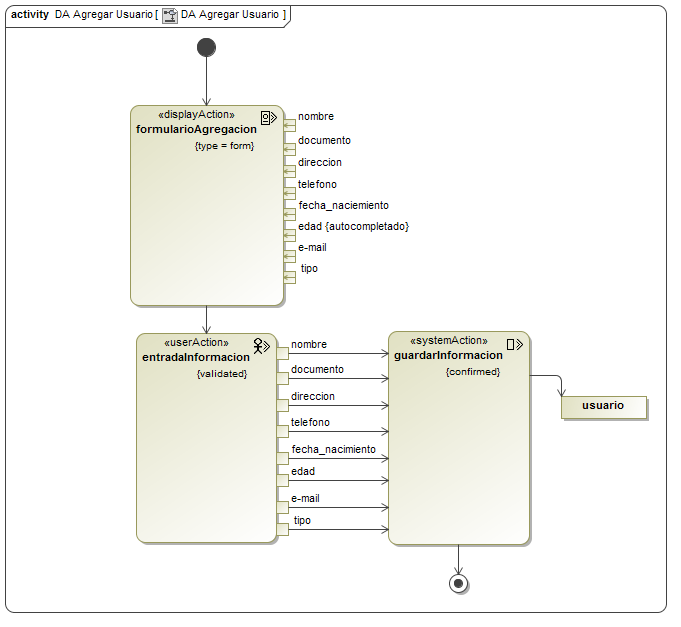 activity DA Agregar Usuario [ DA Agregar Usuario ]
«displayAction»
formularioAgregacion
{type = form}
nombre
documento
direccion
telefono
fecha_naciemiento
edad {autocompletado}
e-mail
tipo
«userAction»
entradaInformacion
{validated}
nombre
documento
direccion
telefono
fecha_nacimiento
edad
e-mail
tipo
«systemAction»
guardarInformacion
{confirmed}
usuario